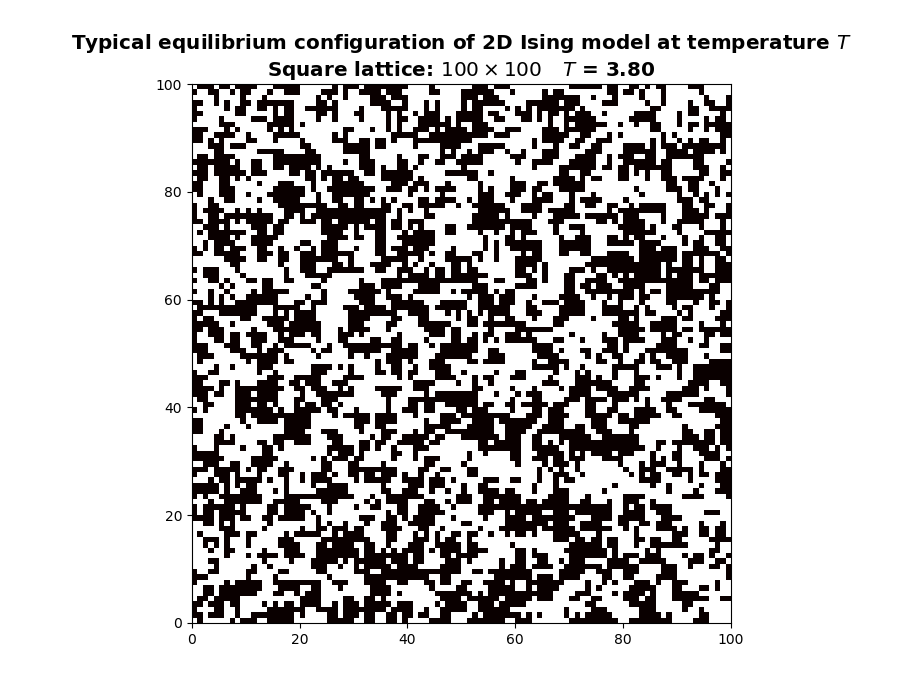 Typical equilibrium configuration of 2D Ising model at temperature T
Square lattice: 100 × 100 T = 3.80
100
80
60
40
20
0
0 20 40 60 80 100